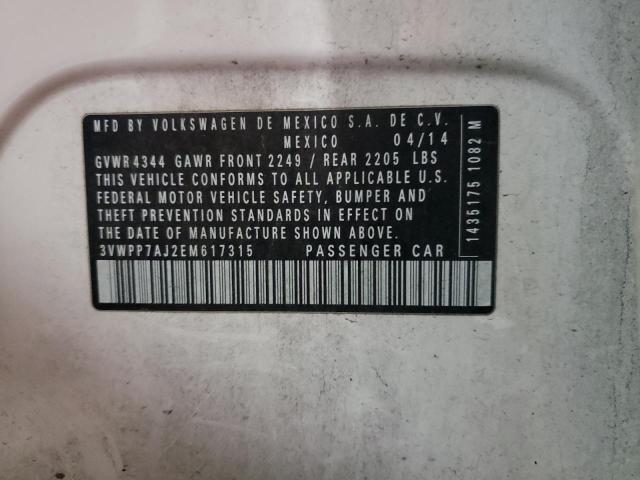 MFD BY VOLKSWAGEN DE MEXICO S.A. DE C.V.
MEXICO 04/14
GVWR 4344 GAWR FRONT 2249 / REAR 2205 LBS
THIS VEHICLE CONFORMS TO ALL APPLICABLE U.S.
FEDERAL MOTOR VEHICLE SAFETY, BUMPER AND
THEFT PREVENTION STANDARDS IN EFFECT ON
THE DATE OF MANUFACTURE SHOWN ABOVE.
3VWPP7AJ2EM617315 PASSENGER CAR
1435175 1082 M